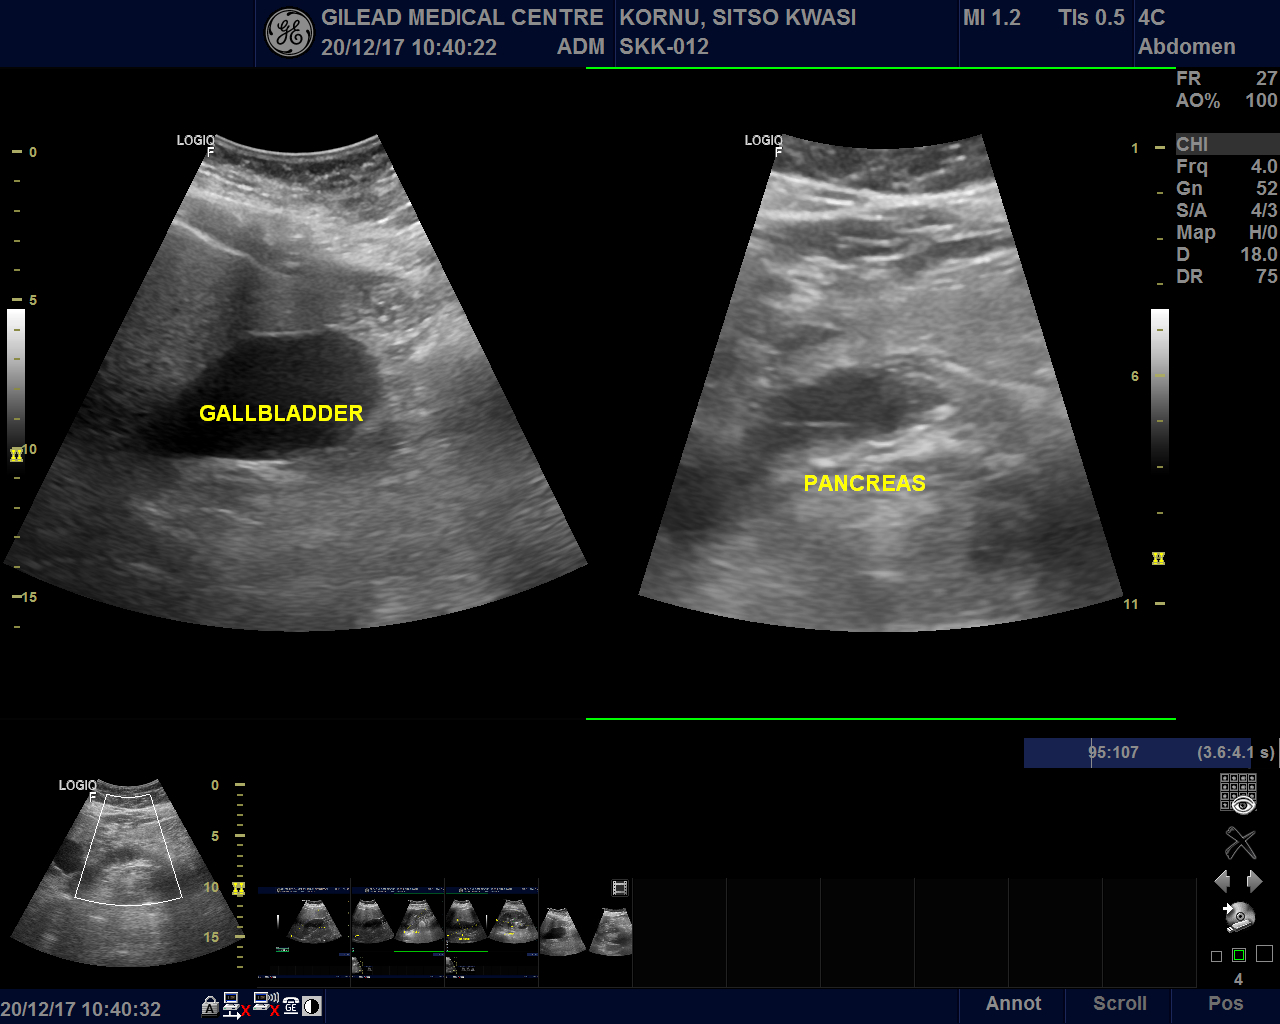 GILEAD MEDICAL CENTRE
20/12/17 10:40:22 ADM
KORNU, SITSO KWASI
SKK-012
MI 1.2 TIs 0.5
4C
Abdomen
FR 27
AO% 100
CHI
Frq 4.0
Gn 52
S/A 4/3
Map H/0
D 18.0
DR 75
LOGIQ
F
0
5
10
15
GALLBLADDER
LOGIQ
F
1
6
11
PANCREAS
95:107 (3.6:4.1 s)
LOGIQ
F
0
5
10
15
4
20/12/17 10:40:32
A
GE
Annot
Scroll
Pos